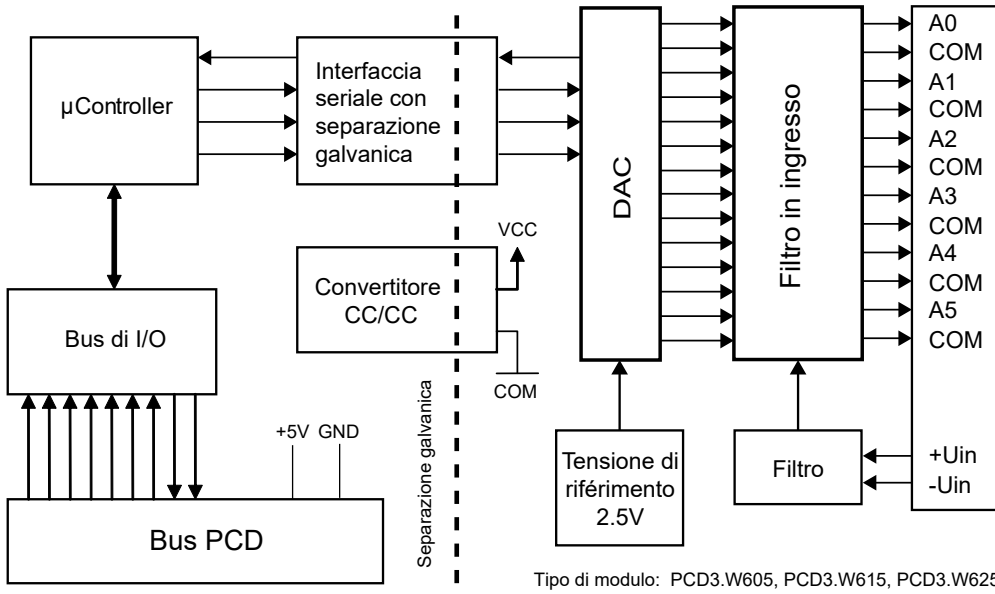 µController
Interfaccia
seriale con
separazione
galvanica
DAC
Filtro in ingresso
A0
COM
A1
COM
A2
COM
A3
COM
A4
COM
A5
COM
VCC
Convertitore
CC/CC
COM
Bus di I/O
Separazione galvanica
+5V GND
Bus PCD
Tensione di
riférimento
2.5V
Filtro
+Uin
-Uin
Tipo di modulo: PCD3.W605, PCD3.W615, PCD3.W625